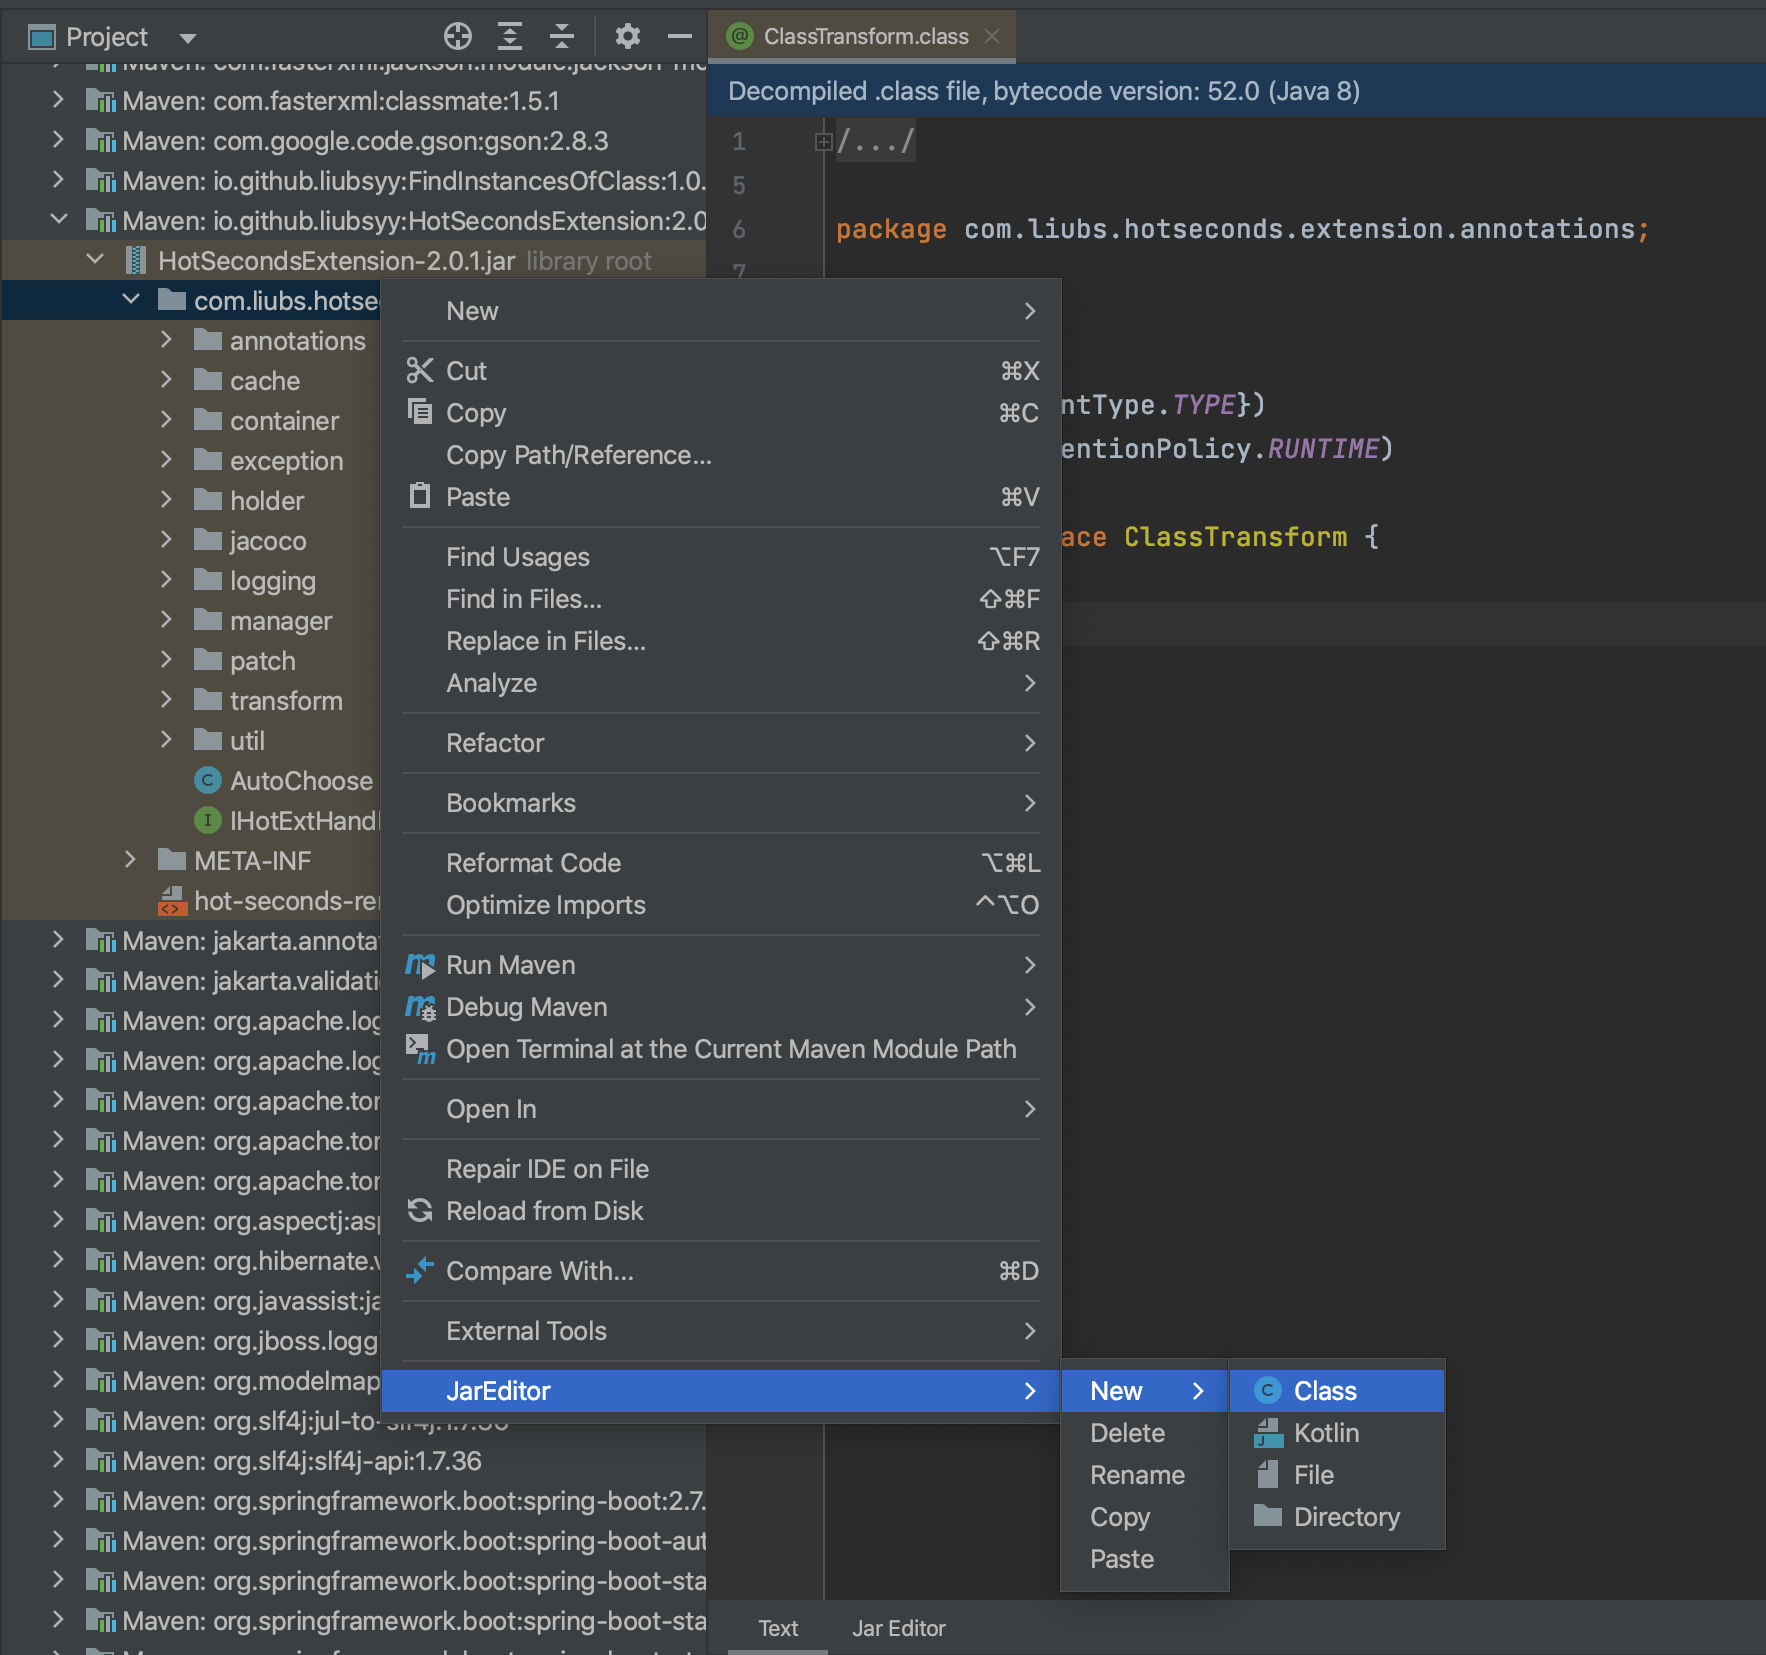 Project
Maven: com.fasterxml.jackson.module:jackson-mo
Maven: com.fasterxml:classmate:1.5.1
Maven: com.google.code.gson:gson:2.8.3
Maven: io.github.liubsyy:FindInstancesOfClass:1.0.
Maven: io.github.liubsyy:HotSecondsExtension:2.0
HotSecondsExtension-2.0.1.jar library root
com.liubs.hotse
annotations
cache
container
exception
holder
jacoco
logging
manager
patch
transform
util
AutoChoose
IHotExtHandl
META-INF
hot-seconds-re
Maven: jakarta.annota
Maven: jakarta.validati
Maven: org.apache.log
Maven: org.apache.log
Maven: org.apache.tom
Maven: org.apache.tom
Maven: org.apache.tom
Maven: org.aspectj:asp
Maven: org.hibernate.v
Maven: org.javassist:ja
Maven: org.jboss.loggi
Maven: org.modelmap
Maven: org.slf4j:jul-to-slf4j:1.7.36
Maven: org.slf4j:slf4j-api:1.7.36
Maven: org.springframework.boot:spring-boot:2.7.
Maven: org.springframework.boot:spring-boot-aut
Maven: org.springframework.boot:spring-boot-sta
Maven: org.springframework.boot:spring-boot-sta
ClassTransform.class
Decompiled .class file, bytecode version: 52.0 (Java 8)
1 /.../
5
6 package com.liubs.hotseconds.extension.annotations;
7
ntType.TYPE})
entionPolicy.RUNTIME)
ace ClassTransform {
New
Cut ⌘X
Copy ⌘C
Copy Path/Reference...
Paste ⌘V
Find Usages ⌥F7
Find in Files... ⇧⌘F
Replace in Files... ⇧⌘R
Analyze
Refactor
Bookmarks
Reformat Code ⌥⌘L
Optimize Imports ^⌥O
Run Maven
Debug Maven
Open Terminal at the Current Maven Module Path
Open In
Repair IDE on File
Reload from Disk
Compare With... ⌘D
External Tools
JarEditor
New
Delete
Rename
Copy
Paste
Class
Kotlin
File
Directory
Text
Jar Editor